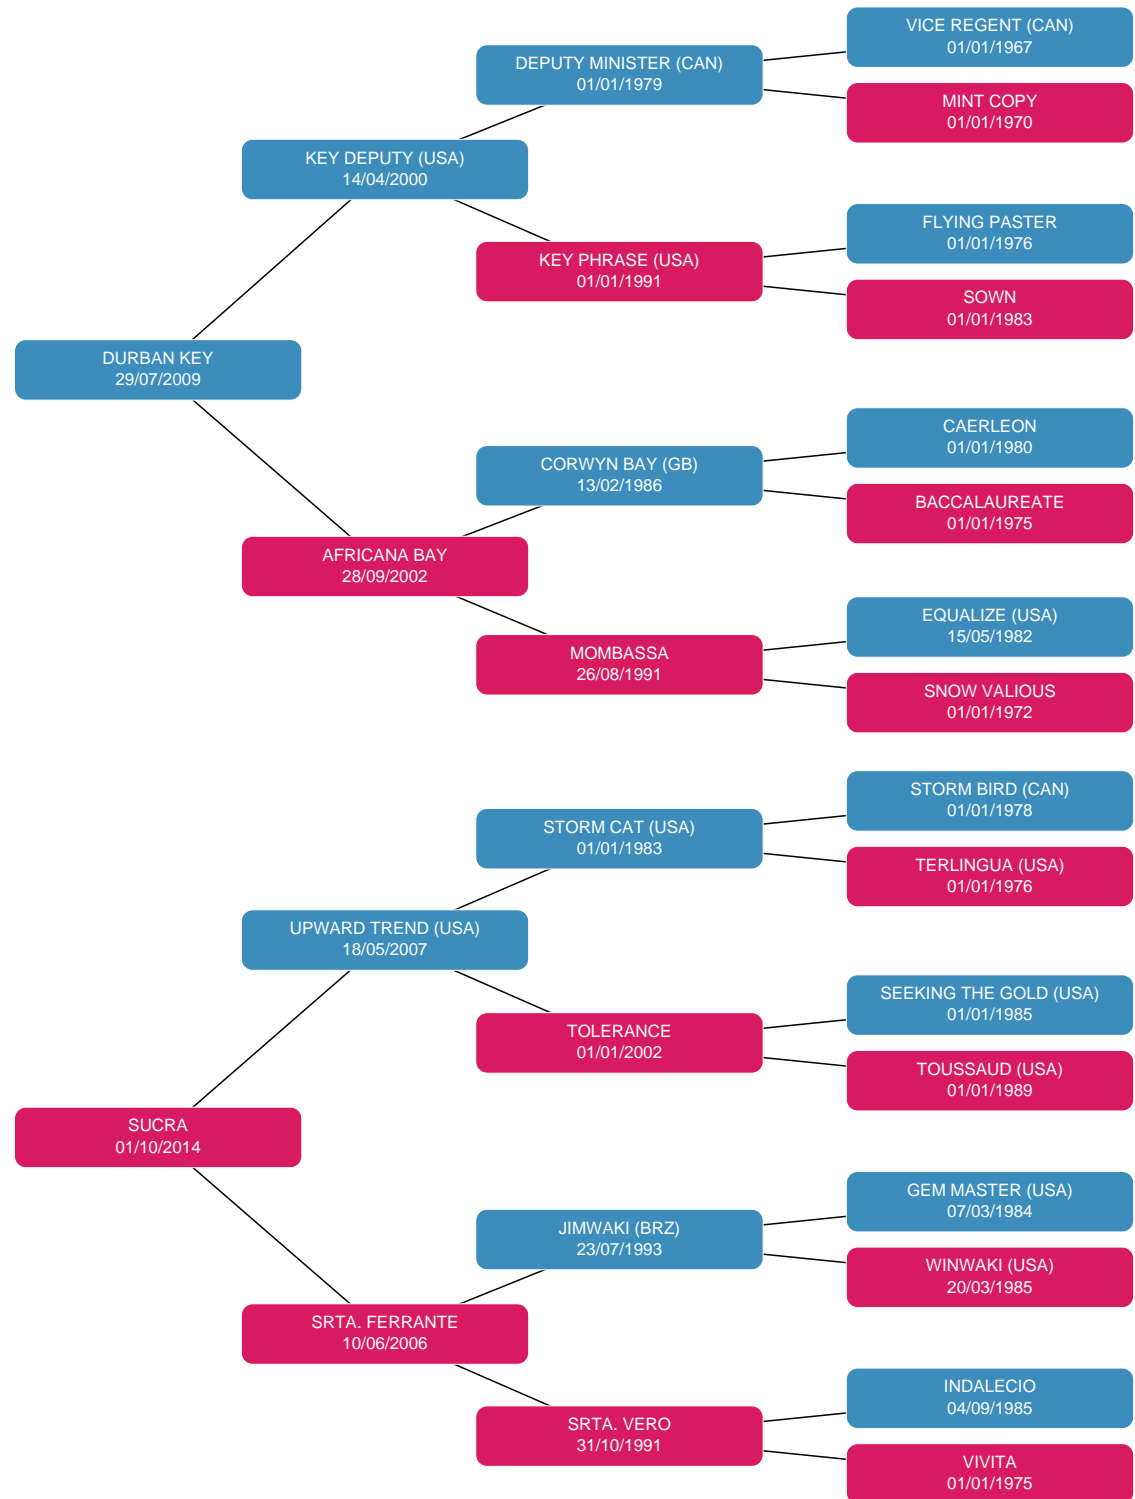 VICE REGENT (CAN)
01/01/1967
DEPUTY MINISTER (CAN)
01/01/1979
MINT COPY
01/01/1970
KEY DEPUTY (USA)
14/04/2000
FLYING PASTER
01/01/1976
KEY PHRASE (USA)
01/01/1991
SOWN
01/01/1983
DURBAN KEY
29/07/2009
CAERLEON
01/01/1980
CORWYN BAY (GB)
13/02/1986
BACCALAUREATE
01/01/1975
AFRICANA BAY
28/09/2002
EQUALIZE (USA)
15/05/1982
MOMBASSA
26/08/1991
SNOW VALIOUS
01/01/1972
STORM BIRD (CAN)
01/01/1978
STORM CAT (USA)
01/01/1983
TERLINGUA (USA)
01/01/1976
UPWARD TREND (USA)
18/05/2007
SEEKING THE GOLD (USA)
01/01/1985
TOLERANCE
01/01/2002
TOUSSAUD (USA)
01/01/1989
SUCRA
01/10/2014
GEM MASTER (USA)
07/03/1984
JIMWAKI (BRZ)
23/07/1993
WINWAKI (USA)
20/03/1985
SRTA. FERRANTE
10/06/2006
INDALECIO
04/09/1985
SRTA. VERO
31/10/1991
VIVITA
01/01/1975